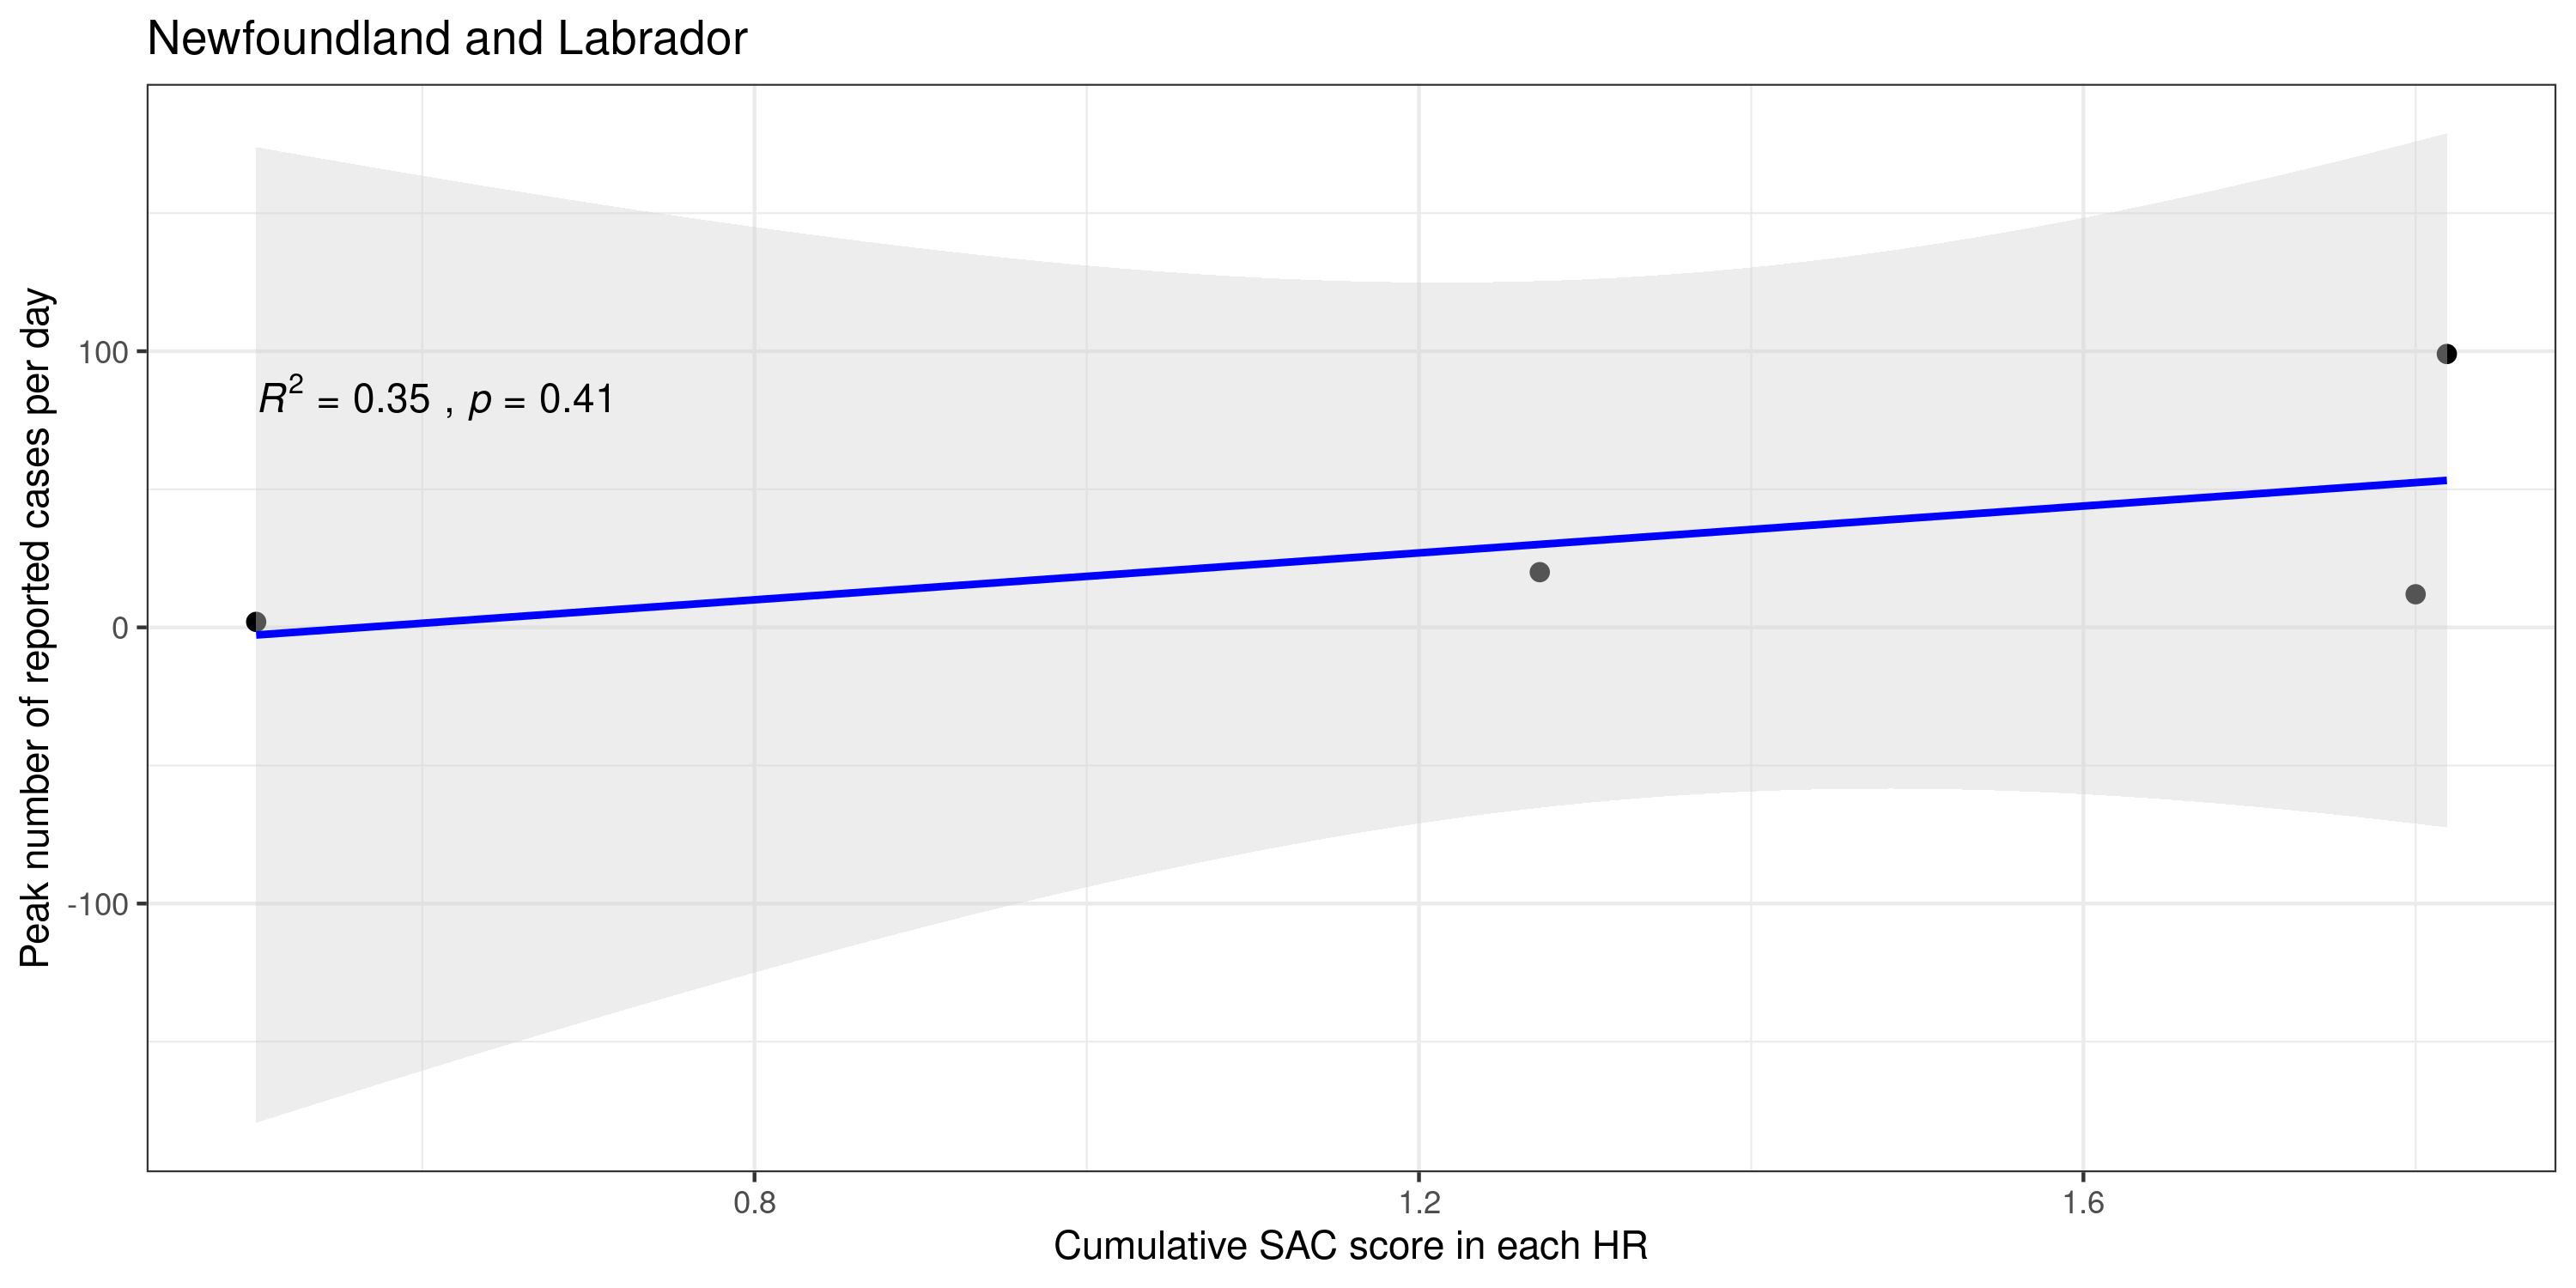 Newfoundland and Labrador
Peak number of reported cases per day
100
0
-100
R² = 0.35 , p = 0.41
0.8
1.2
1.6
Cumulative SAC score in each HR